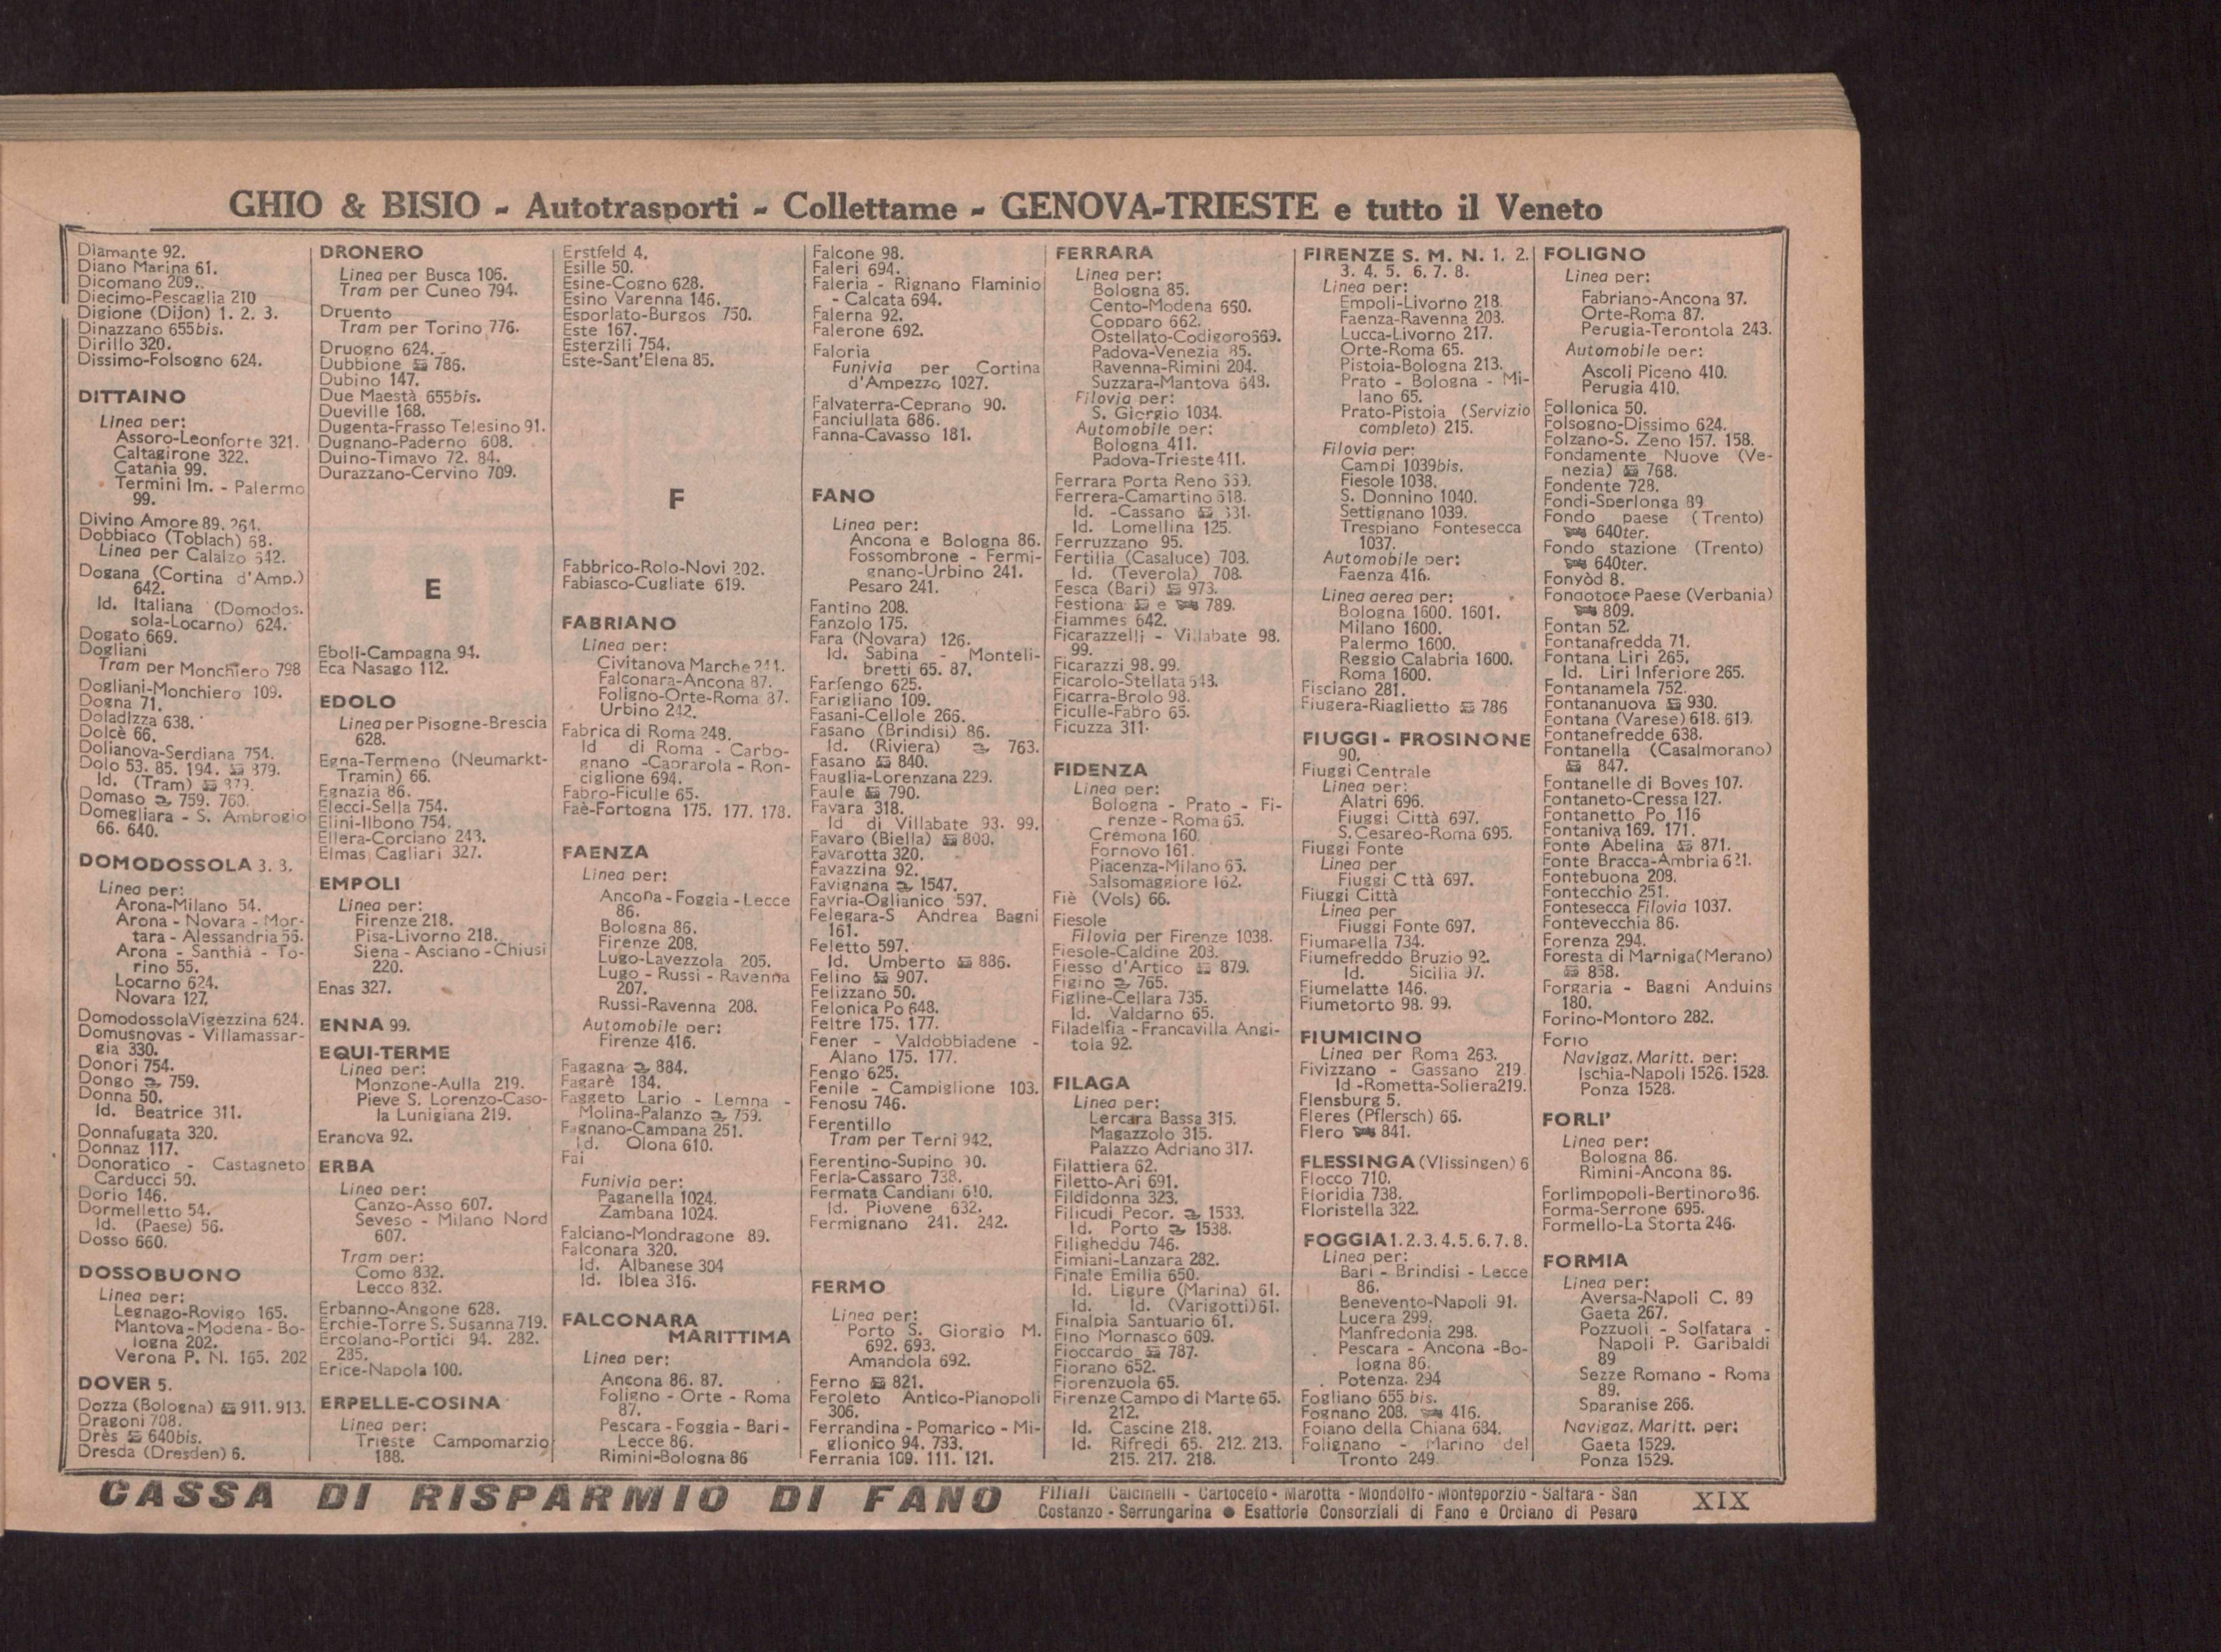 GHIO & BISIO - Autotrasporti - Collettame - GENOVA-TRIESTE e tutto il Veneto
Diamante 92.
Diano Marina 61.
Dicomano 209.
Diecimo-Pescaglia 210
Digione (Dijon) 1. 2. 3.
Dinazzano 655bis.
Dirillo 320.
Dissimo-Folsogno 624.
DITTAINO
Linea per:
Assoro-Leonforte 321.
Caltagirone 322.
Catania 99.
Termini Im. - Palermo
99.
Divino Amore 89. 264.
Dobbiaco (Toblach) 68.
Linea per Calalzo 642.
Dogana (Cortina d'Amp.)
642.
Id. Italiana (Domodos.
sola-Locarno) 624.
Dogato 669.
Dogliani
Tram per Monchiero 798
Dogliani-Monchiero 109.
Dogna 71.
Doladizza 638.
Dolcè 66.
Dolianova-Serdiana 754.
Dolo 53. 85. 194. 879.
Id. (Tram) 879.
Domaso 759. 760.
Domegliara - S. Ambrogio
66. 640.
DOMODOSSOLA 3. 3.
Linea per:
Arona-Milano 54.
Arona - Novara - Mor-
tara - Alessandria 56.
Arona - Santhià - To-
rino 55.
Locarno 624.
Novara 127.
Domodossola Vigezzina 624.
Domusnovas - Villamassar-
gia 330.
Donori 754.
Dongo 759.
Donna 50.
Id. Beatrice 311.
Donnafugata 320.
Donnaz 117.
Donoratico - Castagneto
Carducci 50.
Dorio 146.
Dormelletto 54.
Id. (Paese) 56.
Dosso 660.
DOSSOBUONO
Linea per:
Legnago-Rovigo 165.
Mantova - Modena - Bo-
logna 202.
Verona P. N. 165. 202
DOVER 5.
Dozza (Bologna) 911. 913.
Dragoni 708.
Drès 640bis.
Dresda (Dresden) 6.
DRONERO
Linea per Busca 106.
Tram per Cuneo 794.
Druento
Tram per Torino 776.
Druogno 624.
Dubbione 786.
Dubino 147.
Due Maestà 655bis.
Dueville 168.
Dugenta-Frasso Telesino 91.
Dugnano-Paderno 608.
Duino-Timavo 72. 84.
Durazzano-Cervino 709.
E
Eboli-Campagna 94.
Eca Nasago 112.
EDOLO
Linea per Pisogne-Brescia
628.
Egna-Termeno (Neumarkt-
Tramin) 66.
Egnazia 86.
Elecci-Sella 754.
Elini-Ilbono 754.
Ellera-Corciano 243.
Elmas Cagliari 327.
EMPOLI
Linea per:
Firenze 218.
Pisa-Livorno 218.
Siena - Asciano - Chiusi
220.
Enas 327.
ENNA 99.
EQUI-TERME
Linea per:
Monzone-Aulla 219.
Pieve S. Lorenzo-Caso-
la Lunigiana 219.
Eranova 92.
ERBA
Linea per:
Canzo-Asso 607.
Seveso - Milano Nord
607.
Tram per:
Como 832.
Lecco 832.
Erbanno-Angone 628.
Erchie-Torre S. Susanna 719.
Ercolano-Portici 94. 282.
285.
Erice-Napola 100.
ERPELLE-COSINA
Linea per:
Trieste Campomarzio
188.
Erstfeld 4.
Esille 50.
Esine-Cogno 628.
Esino Varenna 146.
Esporlato-Burgos 750.
Este 167.
Esterzili 754.
Este-Sant'Elena 85.
F
Fabbrico-Rolo-Novi 202.
Fabiasco-Cugliate 619.
FABRIANO
Linea per:
Civitanova Marche 244.
Falconara-Ancona 87.
Foligno-Orte-Roma 87.
Urbino 242.
Fabrica di Roma 248.
Id di Roma - Carbo-
gnano -Caprarola - Ron-
ciglione 694.
Fabro-Ficulle 65.
Faè-Fortogna 175. 177. 178.
FAENZA
Linea per:
Ancona - Foggia - Lecce
86.
Bologna 86.
Firenze 208.
Lugo-Lavezzola 205.
Lugo - Russi - Ravenna
207.
Russi-Ravenna 208.
Automobile per:
Firenze 416.
Fagagna 884.
Fagarè 184.
Faggeto Lario - Lemna -
Molina-Palanzo 759.
Fagnano-Campana 251.
Id. Olona 610.
Fai
Funivia per:
Paganella 1024.
Zambana 1024.
Falciano-Mondragone 89.
Falconara 320.
Id. Albanese 304
Id. Iblea 316.
FALCONARA
MARITTIMA
Linea per:
Ancona 86. 87.
Foligno - Orte - Roma
87.
Pescara - Foggia - Bari -
Lecce 86.
Rimini-Bologna 86
Falcone 98.
Faleri 694.
Faleria - Rignano Flaminio
- Calcata 694.
Falerna 92.
Falerone 692.
Faloria
Funivia per Cortina
d'Ampezzo 1027.
Falvaterra-Ceprano 90.
Fanciullata 686.
Fanna-Cavasso 181.
FANO
Linea per:
Ancona e Bologna 86.
Fossombrone - Fermi-
gnano-Urbino 241.
Pesaro 241.
Fantino 208.
Fanzolo 175.
Fara (Novara) 126.
Id. Sabina - Monteli-
bretti 65. 87.
Farfengo 625.
Farigliano 109.
Fasani-Cellole 266.
Fasano (Brindisi) 86.
Id. (Riviera) 763.
Fasano 840.
Fauglia-Lorenzana 229.
Faule 790.
Favara 318.
Id di Villabate 93. 99.
Favaro (Biella) 800.
Favarotta 320.
Favazzina 92.
Favignana 1547.
Favria-Oglianico 597.
Felegara-S Andrea Bagni
161.
Feletto 597.
Id. Umberto 886.
Felino 907.
Felizzano 50.
Felonica Po 648.
Feltre 175. 177.
Fener - Valdobbiadene -
Alano 175. 177.
Fengo 625.
Fenile - Campiglione 103.
Fenosu 746.
Ferentillo
Tram per Terni 942.
Ferentino-Supino 90.
Ferla-Cassaro 738.
Fermata Candiani 610.
Id. Piovene 632.
Fermignano 241. 242.
FERMO
Linea per:
Porto S. Giorgio M.
692. 693.
Amandola 692.
Ferno 821.
Feroleto Antico-Pianopoli
306.
Ferrandina - Pomarico - Mi-
glionico 94. 733.
Ferrania 109. 111. 121.
FERRARA
Linea per:
Bologna 85.
Cento-Modena 660.
Copparo 662.
Ostellato-Codigoro 669.
Padova-Venezia 85.
Ravenna-Rimini 204.
Suzzara-Mantova 648.
Filovia per:
S. Giorgio 1034.
Automobile per:
Bologna 411.
Padova-Trieste 411.
Ferrara Porta Reno 669.
Ferrera-Camartino 618.
Id. -Cassano 831.
Id. Lomellina 125.
Ferruzzano 95.
Fertilia (Casaluce) 708.
Id. (Teverola) 708.
Fesca (Bari) 973.
Festiona e 789.
Fiammes 642.
Ficarazzelli - Villabate 98.
99.
Ficarazzi 98. 99.
Ficarolo-Stellata 648.
Ficarra-Brolo 98.
Ficulle-Fabro 65.
Ficuzza 311.
FIDENZA
Linea per:
Bologna - Prato - Fi-
renze - Roma 65.
Cremona 160.
Fornovo 161.
Piacenza-Milano 65.
Salsomaggiore 162.
Fiè (Vols) 66.
Fiesole
Filovia per Firenze 1038.
Fiesole-Caldine 208.
Fiesso d'Artico 879.
Figino 765.
Figline-Cellara 735.
Id. Valdarno 65.
Filadelfia - Francavilla Angi-
tola 92.
FILAGA
Linea per:
Lercara Bassa 315.
Magazzolo 315.
Palazzo Adriano 317.
Filattiera 62.
Filetto-Ari 691.
Fildidonna 323.
Filicudi Pecor. 1533.
Id. Porto 1538.
Filigheddu 746.
Fimiani-Lanzara 282.
Finale Emilia 650.
Id. Ligure (Marina) 61.
Id. Id. (Varigotti) 61.
Finalpia Santuario 61.
Fino Mornasco 609.
Fioccardo 787.
Fiorano 652.
Fiorenzuola 65.
Firenze Campo di Marte 65.
212.
Id. Cascine 218.
Id. Rifredi 65. 212. 213.
215. 217. 218.
FIRENZE S. M. N. 1. 2.
3. 4. 5. 6. 7. 8.
Linea per:
Empoli-Livorno 218.
Faenza-Ravenna 208.
Lucca-Livorno 217.
Orte-Roma 65.
Pistoia-Bologna 213.
Prato - Bologna - Mi-
lano 65.
Prato-Pistoia (Servizio
completo) 215.
Filovia per:
Campi 1039bis.
Fiesole 1038.
S. Donnino 1040.
Settignano 1039.
Trespiano Fontesecca
1037.
Automobile per:
Faenza 416.
Linea aerea per:
Bologna 1600. 1601.
Milano 1600.
Palermo 1600.
Reggio Calabria 1600.
Roma 1600.
Fisciano 281.
Fiugera-Riaglietto 786
FIUGGI - FROSINONE
90.
Fiuggi Centrale
Linea per:
Alatri 696.
Fiuggi Città 697.
S. Cesareo-Roma 695.
Fiuggi Fonte
Linea per
Fiuggi C ttà 697.
Fiuggi Città
Linea per
Fiuggi Fonte 697.
Fiumarella 734.
Fiumefreddo Bruzio 92.
Id. Sicilia 97.
Fiumelatte 146.
Fiumetorto 98. 99.
FIUMICINO
Linea per Roma 263.
Fivizzano - Gassano 219
Id -Rometta-Soliera 219.
Flensburg 5.
Fleres (Pflersch) 66.
Flero 841.
FLESSINGA (Vlissingen) 6
Flocco 710.
Floridia 738.
Floristella 322.
FOGGIA 1. 2. 3. 4. 5. 6. 7. 8.
Linea per:
Bari - Brindisi - Lecce
86.
Benevento-Napoli 91.
Lucera 299.
Manfredonia 298.
Pescara - Ancona -Bo-
logna 86.
Potenza. 294
Fogliano 655 bis.
Fognano 208. 416.
Foiano della Chiana 684.
Folignano - Marino del
Tronto 249.
FOLIGNO
Linea per:
Fabriano-Ancona 87.
Orte-Roma 87.
Perugia-Terontola 243.
Automobile per:
Ascoli Piceno 410.
Perugia 410.
Follonica 50.
Folsogno-Dissimo 624.
Folzano-S. Zeno 157. 158.
Fondamente Nuove (Ve-
nezia) 768.
Fondente 728.
Fondi-Sperlonga 89
Fondo paese (Trento)
640ter.
Fondo stazione (Trento)
640ter.
Fonyòd 8.
Fondotoce Paese (Verbania)
809.
Fontan 52.
Fontanafredda 71.
Fontana Liri 265.
Id. Liri Inferiore 265.
Fontanamela 752.
Fontananuova 930.
Fontana (Varese) 618. 619.
Fontanefredde 638.
Fontanella (Casalmorano)
847.
Fontanelle di Boves 107.
Fontaneto-Cressa 127.
Fontanetto Po 116
Fontaniva 169. 171.
Fonte Abelina 871.
Fonte Bracca-Ambria 621.
Fontebuona 208.
Fontecchio 251.
Fontesecca Filovia 1037.
Fontevecchia 86.
Forenza 294.
Foresta di Marniga (Merano)
858.
Forgaria - Bagni Anduins
180.
Forino-Montoro 282.
Forio
Navigaz. Maritt. per:
Ischia-Napoli 1526. 1528.
Ponza 1528.
FORLI'
Linea per:
Bologna 86.
Rimini-Ancona 86.
Forlimpopoli-Bertinoro 86.
Forma-Serrone 695.
Formello-La Storta 246.
FORMIA
Linea per:
Aversa-Napoli C. 89
Gaeta 267.
Pozzuoli - Solfatara -
Napoli P. Garibaldi
89
Sezze Romano - Roma
89.
Sparanise 266.
Navigaz. Maritt. per:
Gaeta 1529.
Ponza 1529.
CASSA DI RISPARMIO DI FANO
Filiali Calcinelli - Cartoceto - Marotta - Mondolfo - Monteporzio - Saltara - San
Costanzo - Serrungarina ● Esattorie Consorziali di Fano e Orciano di Pesaro
XIX